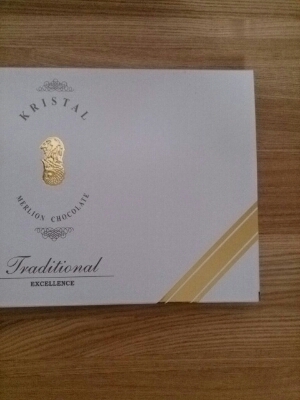 KRISTAL
MERLION CHOCOLATE
Traditional
EXCELLENCE